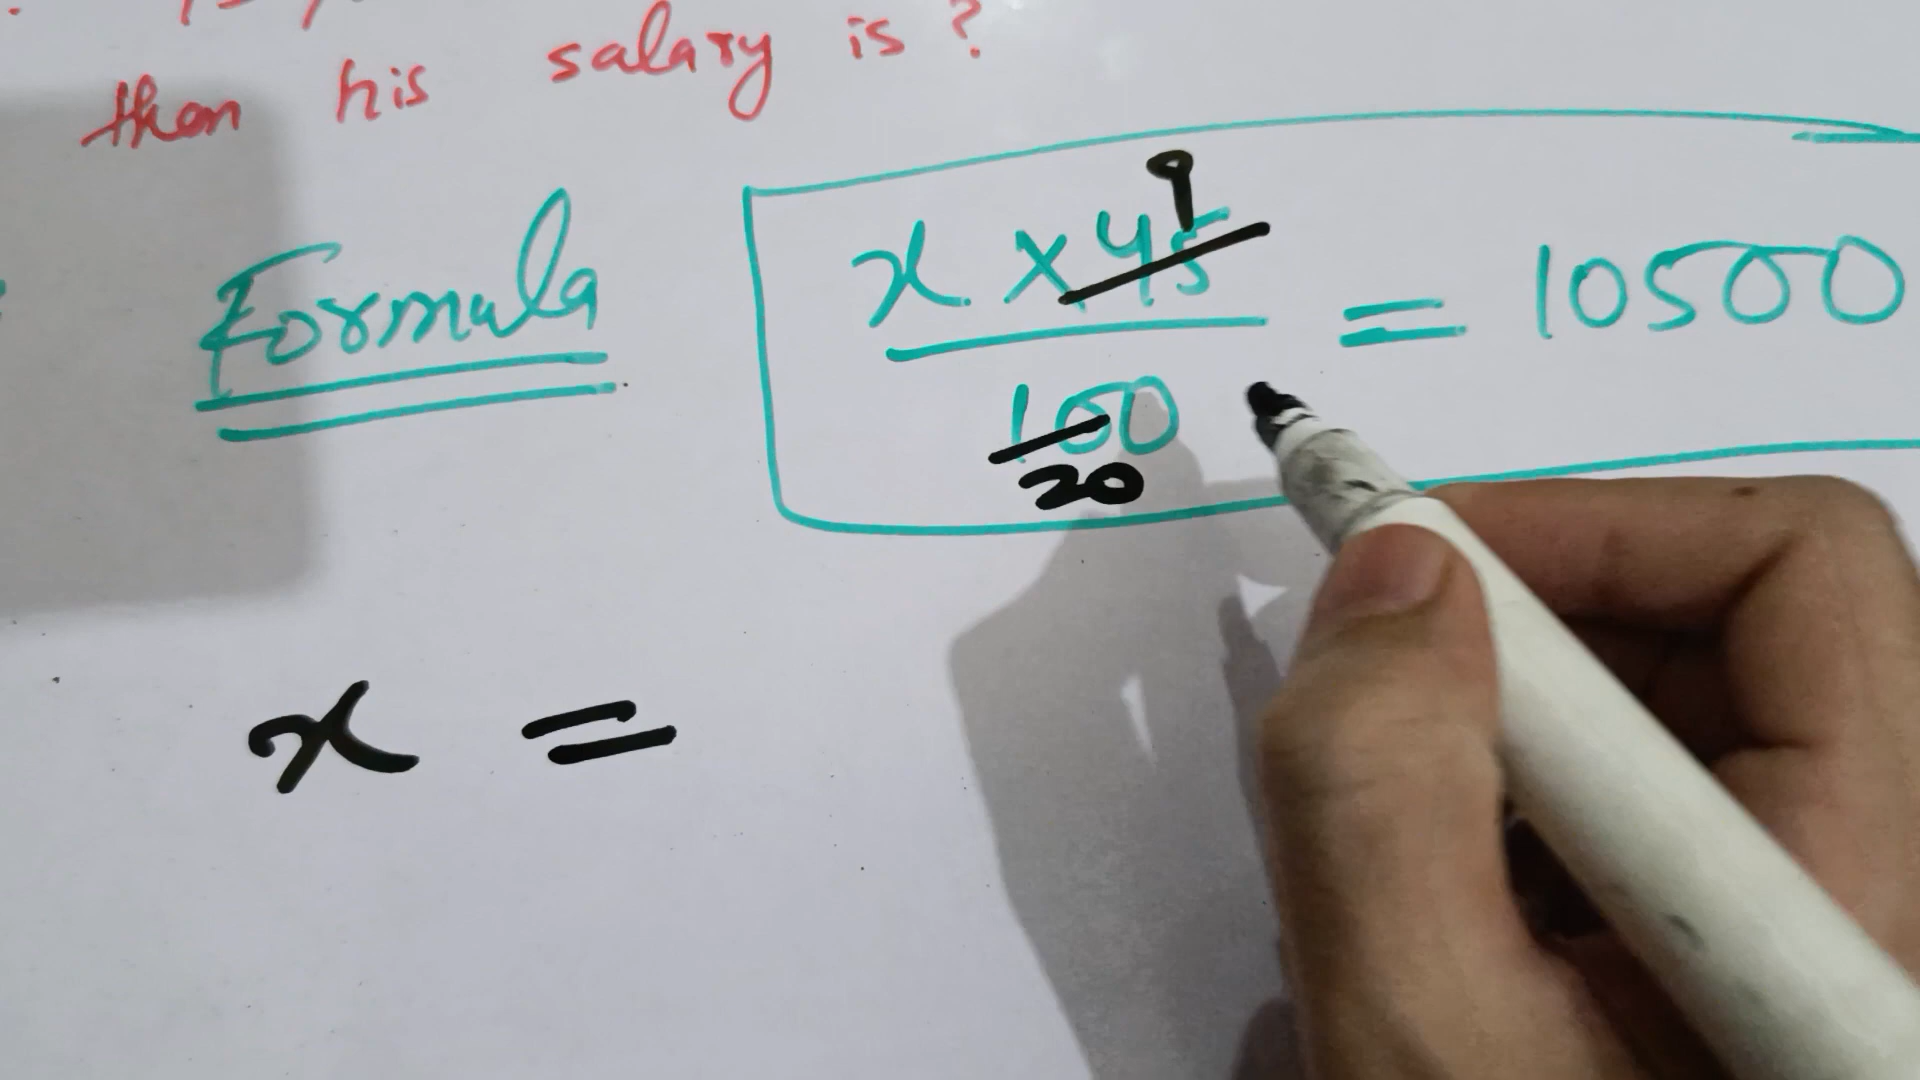 then his salary is ?
Formula
x × 45 9
= 10500
100
20
x =